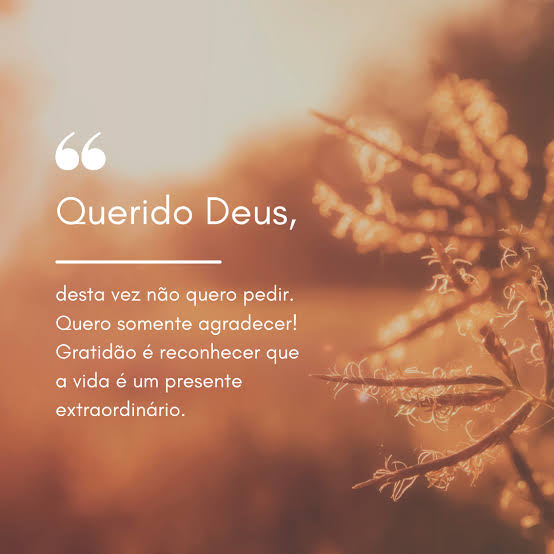 “
Querido Deus,
desta vez não quero pedir.
Quero somente agradecer!
Gratidão é reconhecer que
a vida é um presente
extraordinário.